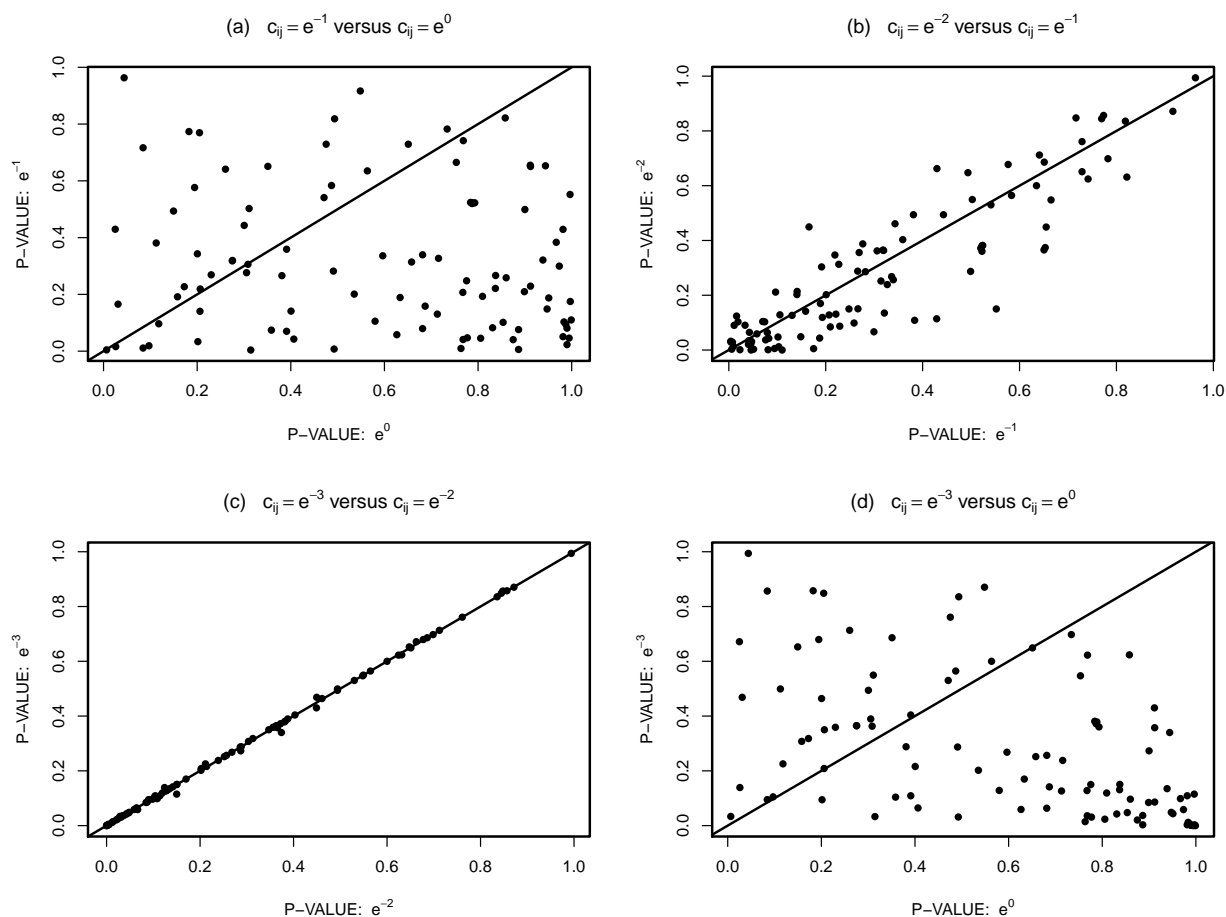 (a) c_ij = e^−1 versus c_ij = e^0
1.0
0.8
0.6
0.4
0.2
0.0
P−VALUE: e^−1
0.0 0.2 0.4 0.6 0.8 1.0
P−VALUE: e^0
(b) c_ij = e^−2 versus c_ij = e^−1
1.0
0.8
0.6
0.4
0.2
0.0
P−VALUE: e^−2
0.0 0.2 0.4 0.6 0.8 1.0
P−VALUE: e^−1
(c) c_ij = e^−3 versus c_ij = e^−2
1.0
0.8
0.6
0.4
0.2
0.0
P−VALUE: e^−3
0.0 0.2 0.4 0.6 0.8 1.0
P−VALUE: e^−2
(d) c_ij = e^−3 versus c_ij = e^0
1.0
0.8
0.6
0.4
0.2
0.0
P−VALUE: e^−3
0.0 0.2 0.4 0.6 0.8 1.0
P−VALUE: e^0